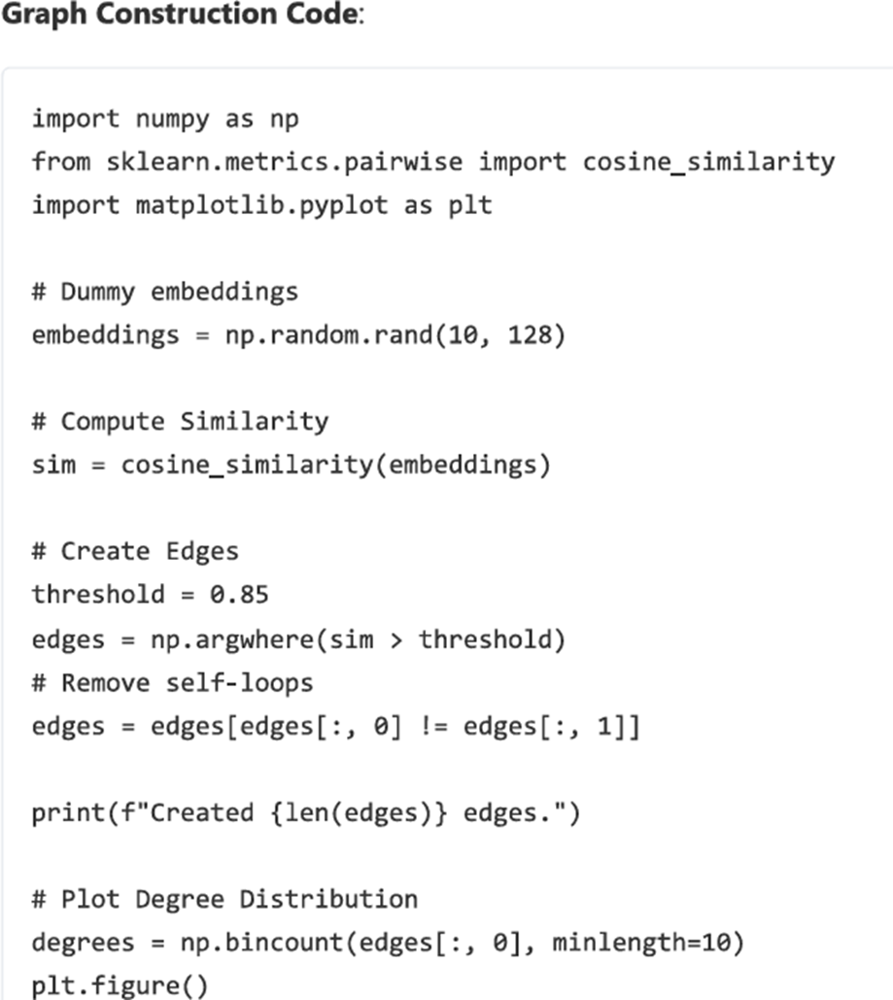 Graph Construction Code:
import numpy as np
from sklearn.metrics.pairwise import cosine_similarity
import matplotlib.pyplot as plt
# Dummy embeddings
embeddings = np.random.rand(10, 128)
# Compute Similarity
sim = cosine_similarity(embeddings)
# Create Edges
threshold = 0.85
edges = np.argwhere(sim > threshold)
# Remove self-loops
edges = edges[edges[:, 0] != edges[:, 1]]
print(f"Created {len(edges)} edges.")
# Plot Degree Distribution
degrees = np.bincount(edges[:, 0], minlength=10)
plt.figure()